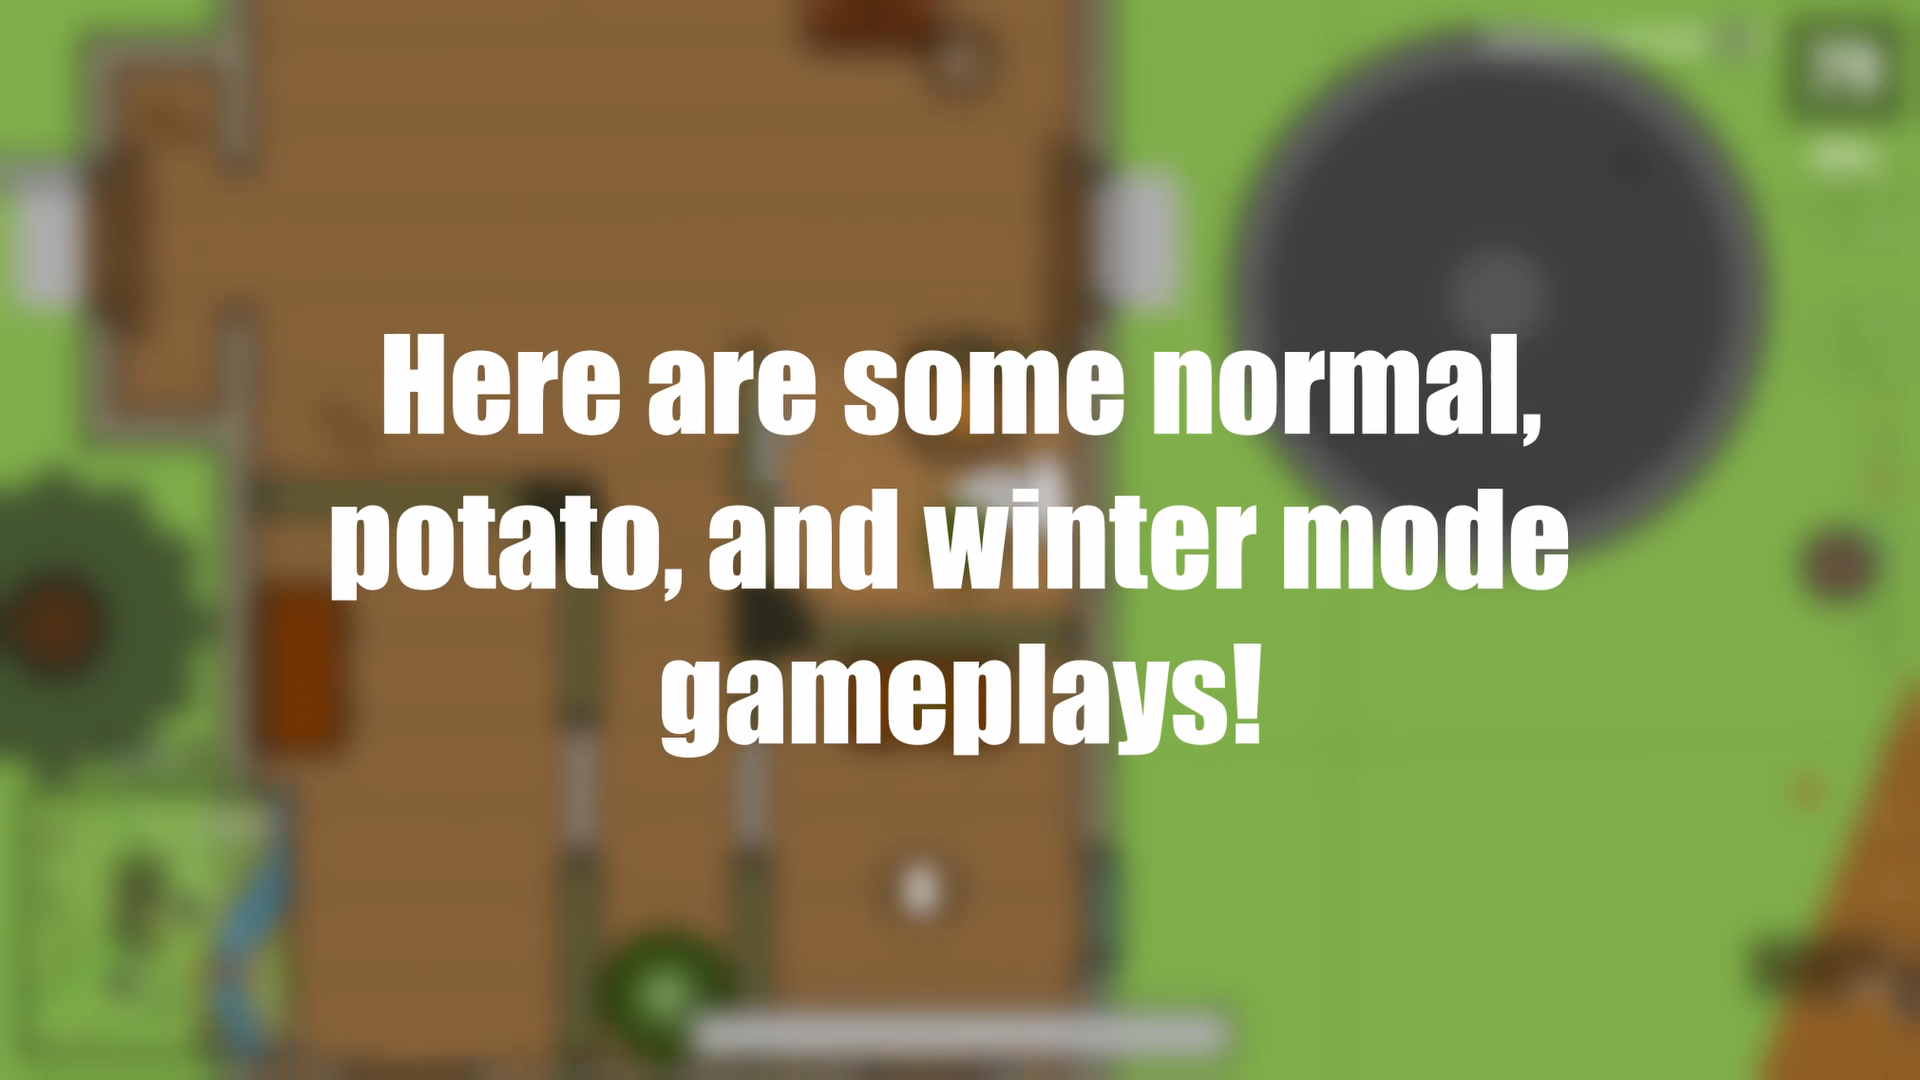 Here are some normal,
potato, and winter mode
gameplays!